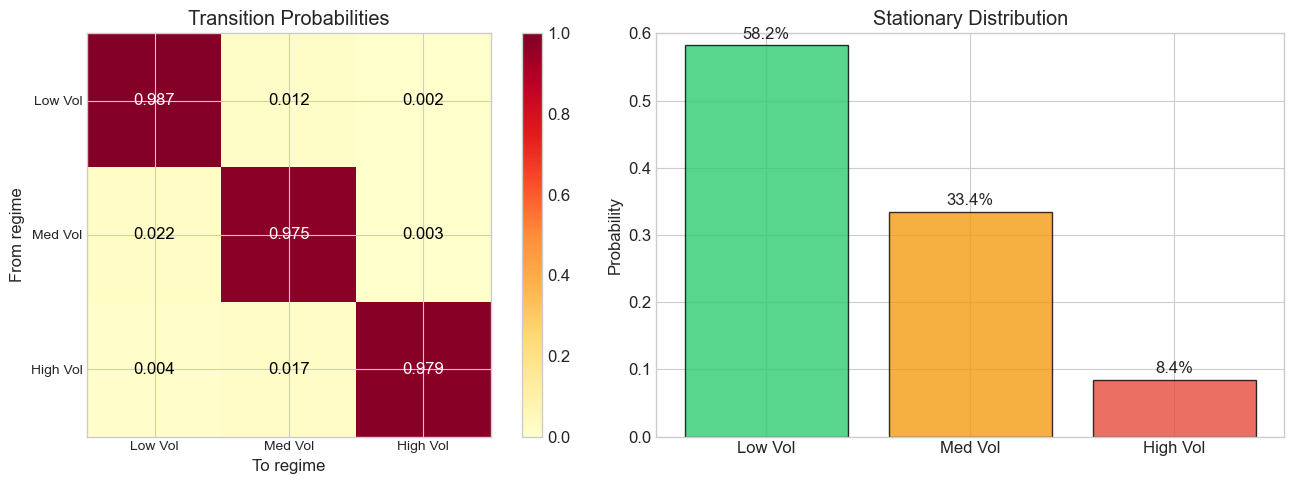 Transition Probabilities
From regime
Low Vol
Med Vol
High Vol
0.987 0.012 0.002
0.022 0.975 0.003
0.004 0.017 0.979
Low Vol Med Vol High Vol
To regime
1.0
0.8
0.6
0.4
0.2
0.0
Stationary Distribution
Probability
0.6
0.5
0.4
0.3
0.2
0.1
0.0
58.2%
33.4%
8.4%
Low Vol Med Vol High Vol